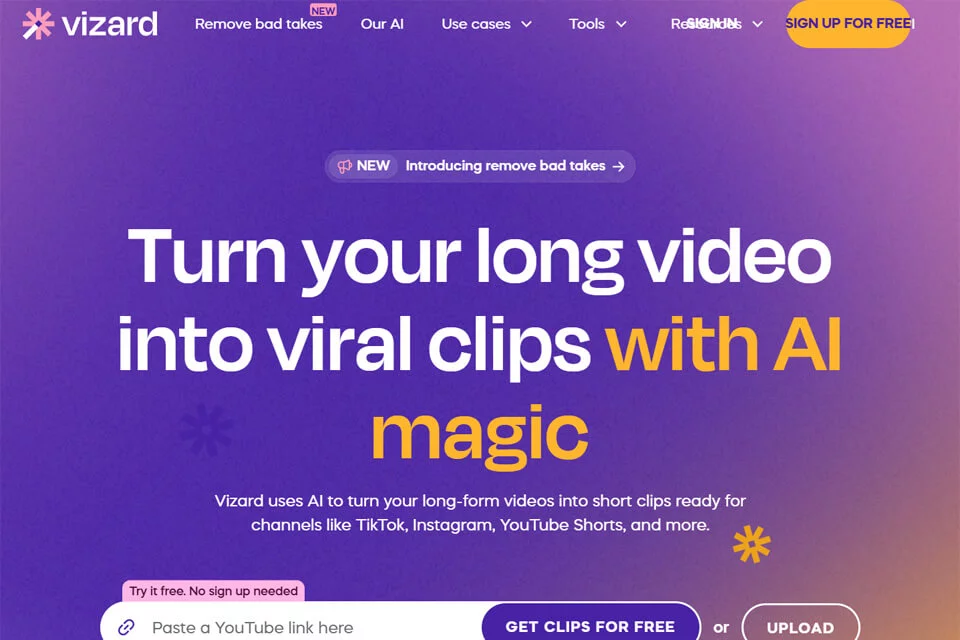 vizard
Remove bad takes NEW
Our AI
Use cases
Tools
Resources
SIGN IN
SIGN UP FOR FREE
NEW Introducing remove bad takes →
Turn your long video
into viral clips with AI
magic
Vizard uses AI to turn your long-form videos into short clips ready for
channels like TikTok, Instagram, YouTube Shorts, and more.
Try it free. No sign up needed
Paste a YouTube link here
GET CLIPS FOR FREE
or
UPLOAD